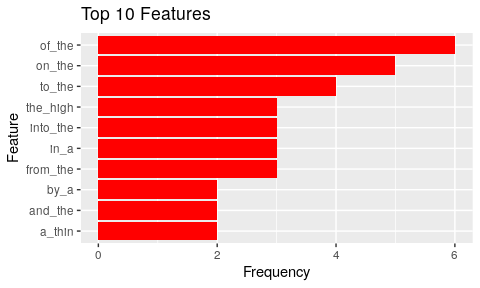 Top 10 Features
Feature
of_the
on_the
to_the
the_high
into_the
in_a
from_the
by_a
and_the
a_thin
0 2 4 6
Frequency